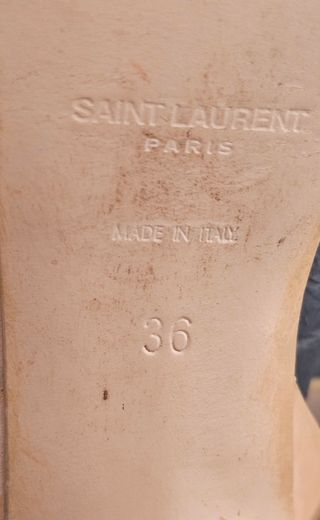 SAINT LAURENT
PARIS
MADE IN ITALY
36